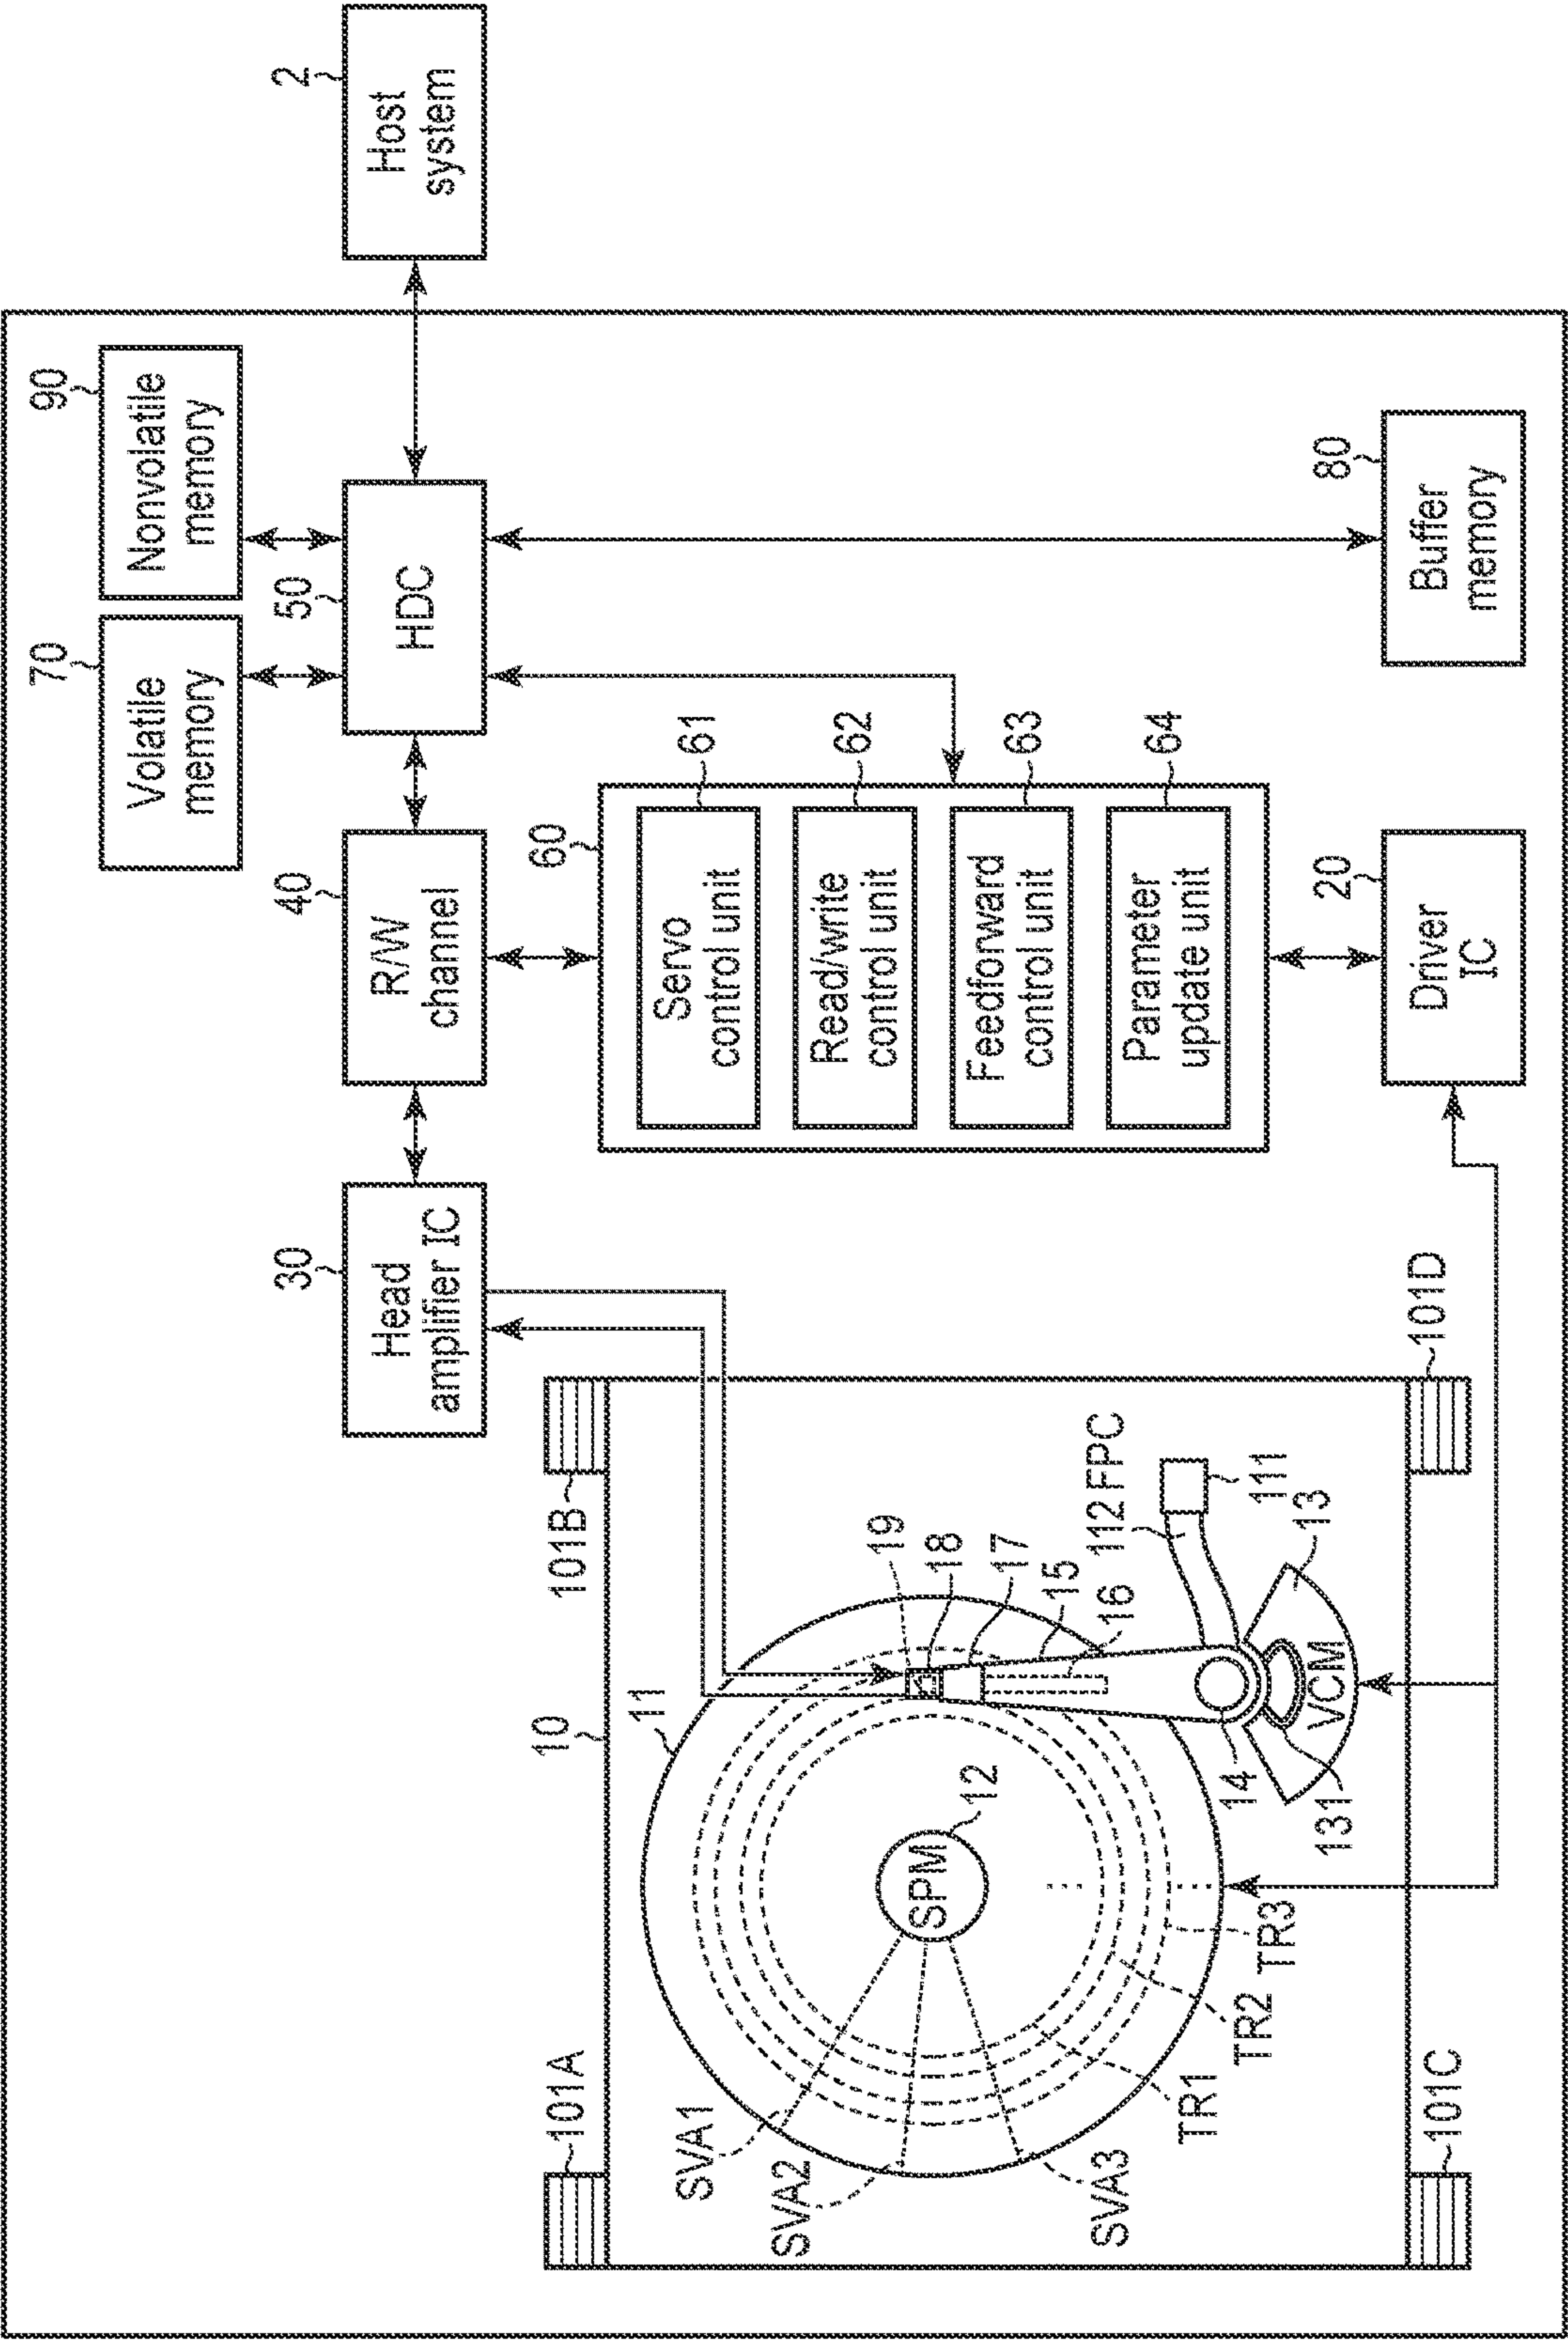 70
90
Volatile
memory
Nonvolatile
memory
30
40
50
2
Head
amplifier IC
R/W
channel
HDC
Host
system
101A
10
101B
60
61
Servo
control unit
11
SVA1
19
62
Read/write
control unit
SVA2
SPM
12
18
17
63
Feedforward
control unit
15
SVA3
16
112 FPC
64
Parameter
update unit
TR1
TR2
TR3
14
111
131
VCM
13
20
80
101C
101D
Driver
IC
Buffer
memory